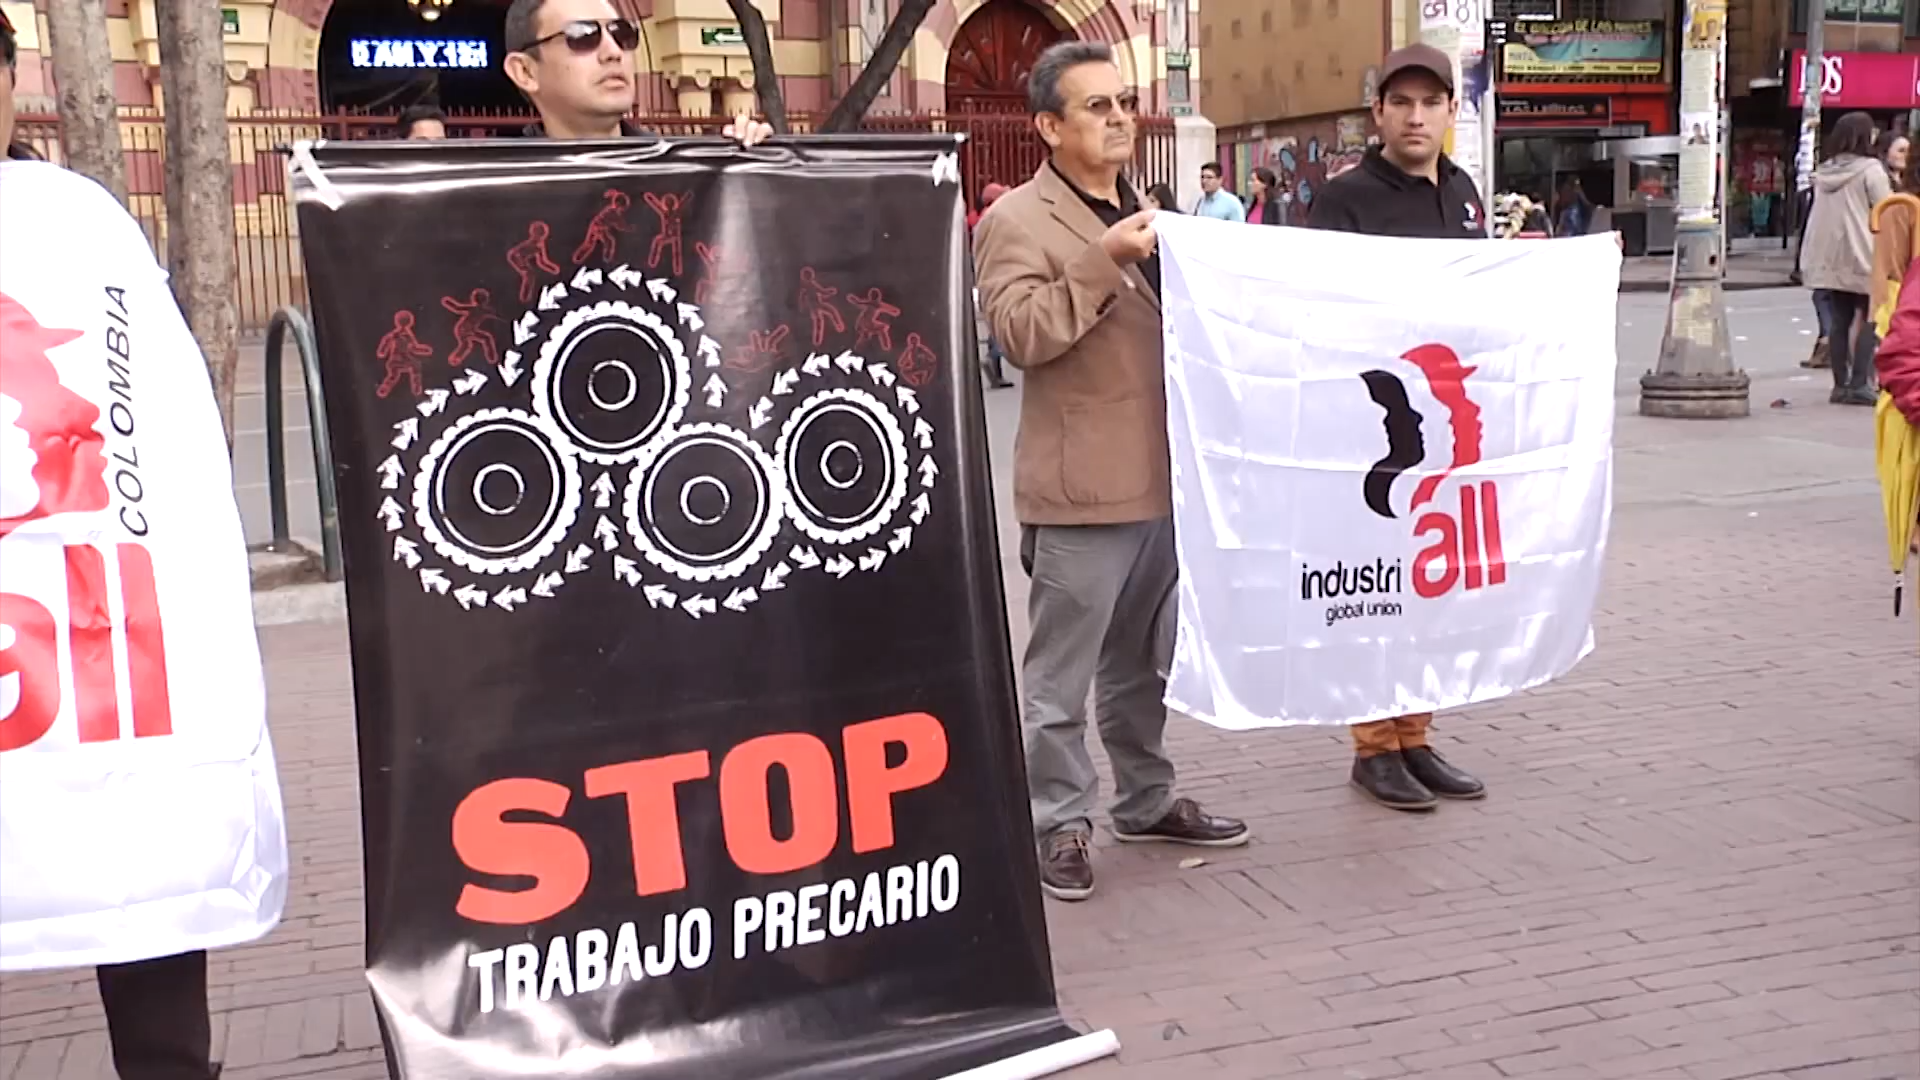 COLOMBIA
all
STOP
TRABAJO PRECARIO
industri all
global union